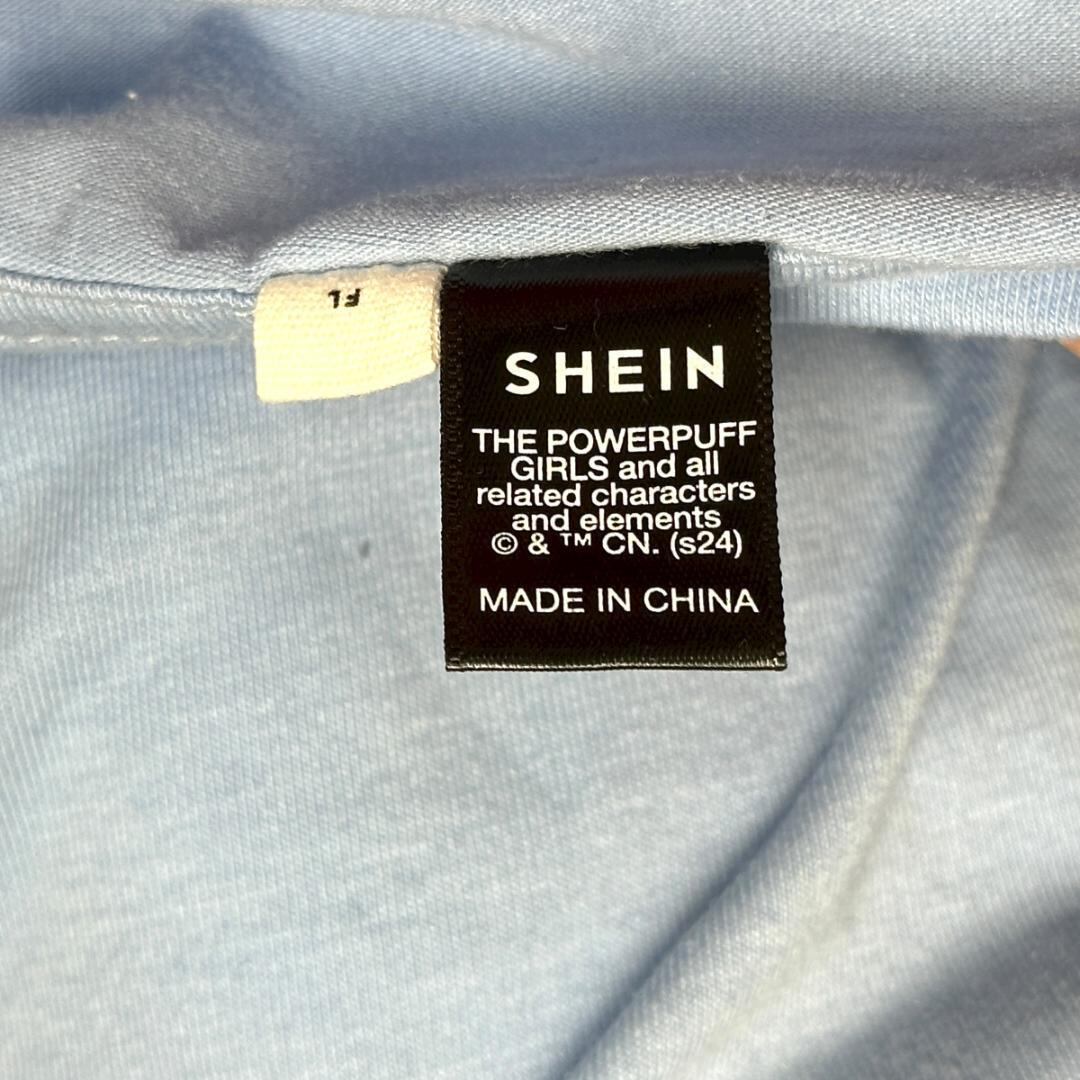 FL
SHEIN
THE POWERPUFF
GIRLS and all
related characters
and elements
© & ™ CN. (s24)
MADE IN CHINA